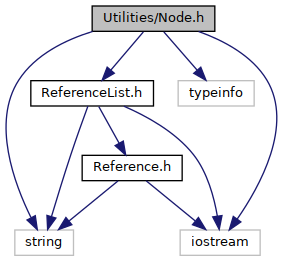 Utilities/Node.h
ReferenceList.h
typeinfo
Reference.h
string
iostream